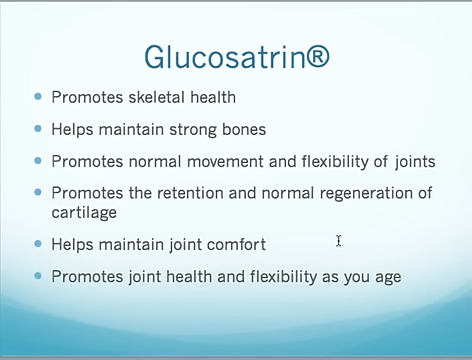 Glucosatrin®
Promotes skeletal health
Helps maintain strong bones
Promotes normal movement and flexibility of joints
Promotes the retention and normal regeneration of
cartilage
Helps maintain joint comfort
Promotes joint health and flexibility as you age